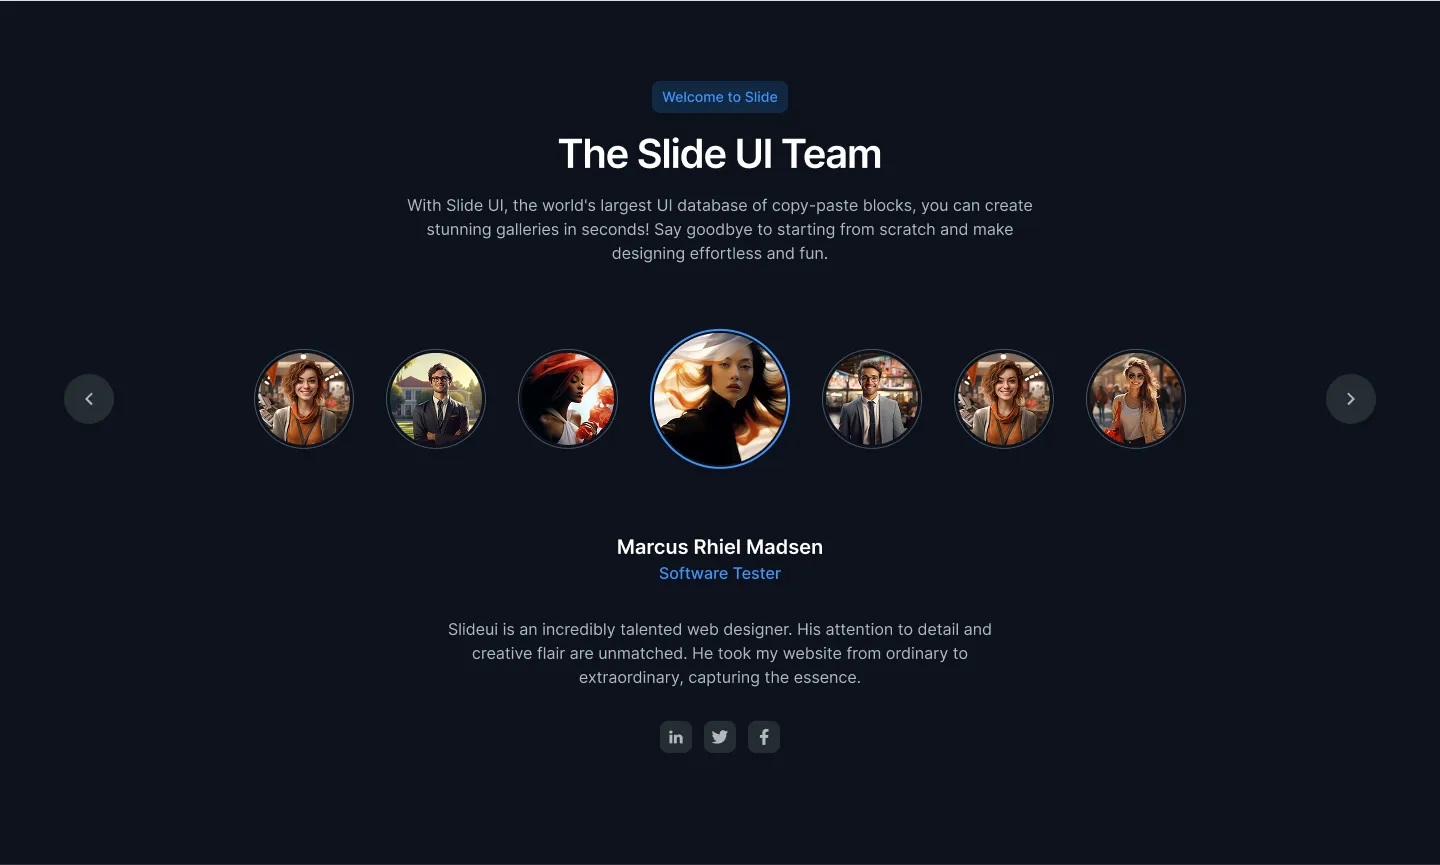 Welcome to Slide
The Slide UI Team
With Slide UI, the world's largest UI database of copy-paste blocks, you can create
stunning galleries in seconds! Say goodbye to starting from scratch and make
designing effortless and fun.
Marcus Rhiel Madsen
Software Tester
Slideui is an incredibly talented web designer. His attention to detail and
creative flair are unmatched. He took my website from ordinary to
extraordinary, capturing the essence.